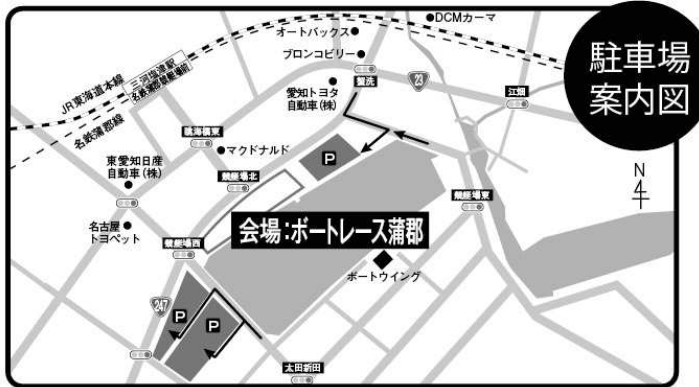 駐車場
案内図
DCMカーマ
オートバックス
ブロンコビリー
蟹洗
23
江畑
愛知トヨタ
自動車(株)
三河塩津駅
名鉄蒲郡競艇場前
JR東海道本線
名鉄蒲郡線
鴻海橋東
マクドナルド
P
競艇場北
東愛知日産
自動車(株)
競艇場東
N
名古屋
トヨペット
競艇場西
会場:ボートレース蒲郡
ボートウイング
247
P
P
太田新田